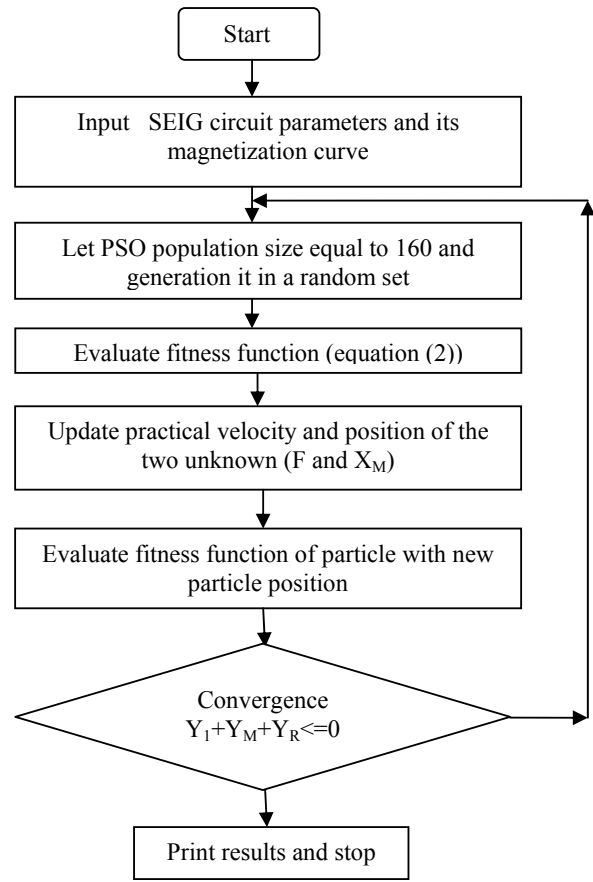 Start
Input SEIG circuit parameters and its
magnetization curve
Let PSO population size equal to 160 and
generation it in a random set
Evaluate fitness function (equation (2))
Update practical velocity and position of the
two unknown (F and X_M)
Evaluate fitness function of particle with new
particle position
Convergence
Y_1+Y_M+Y_R<=0
Print results and stop